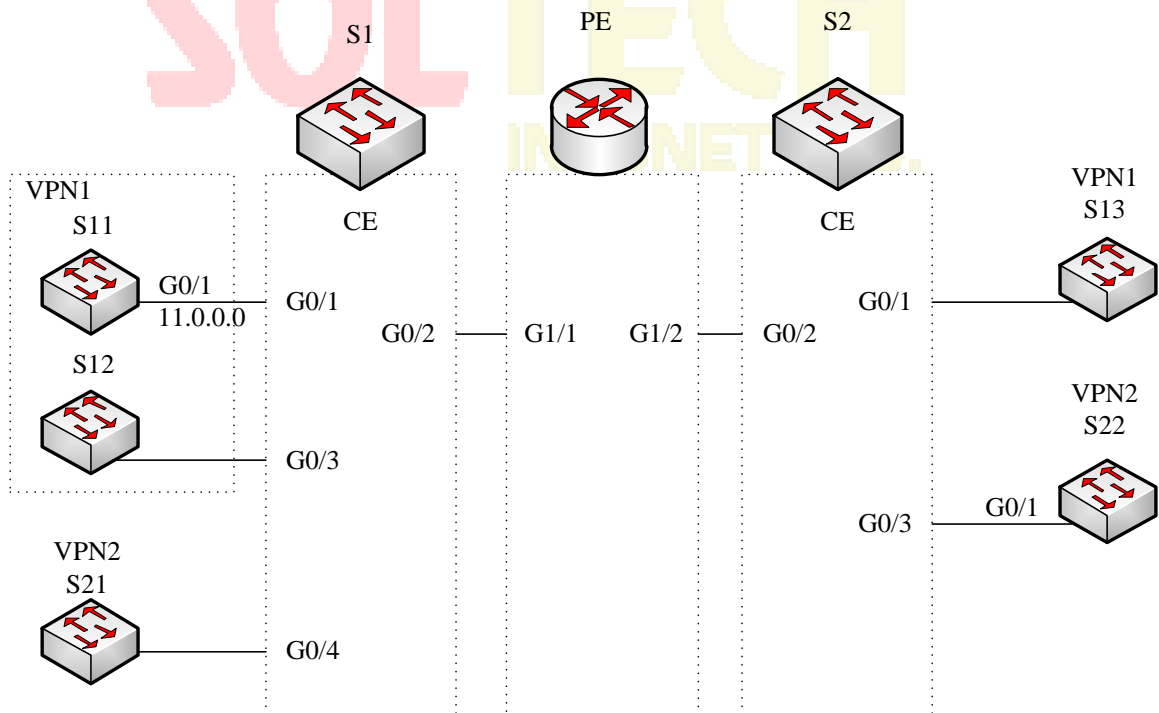 SOLTECH
S1
PE
S2
CE
CE
VPN1
S11
G0/1
11.0.0.0
S12
VPN2
S21
G0/1
G0/2
G0/3
G0/4
G1/1
G1/2
G0/2
G0/1
G0/3
VPN1
S13
VPN2
S22
G0/1